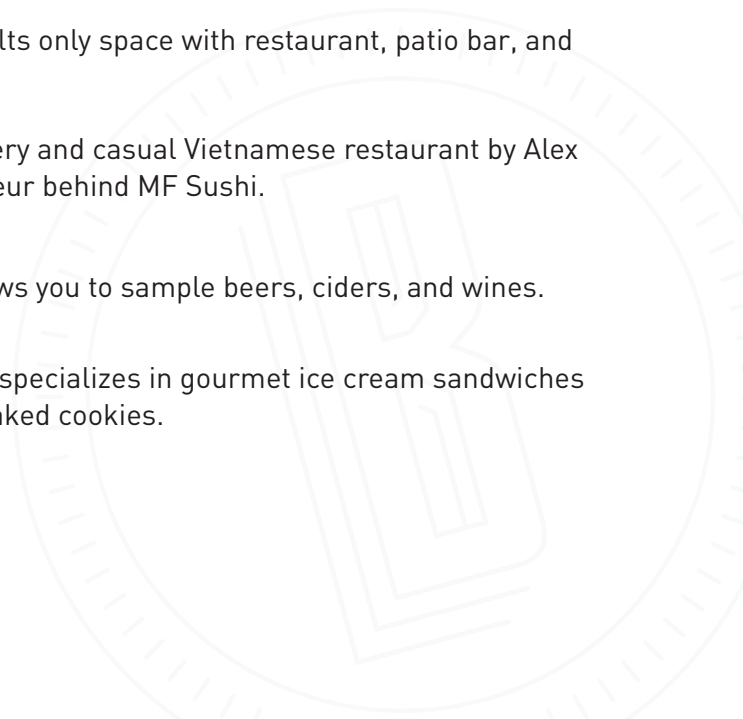 lts only space with restaurant, patio bar, and
ery and casual Vietnamese restaurant by Alex
eur behind MF Sushi.
ws you to sample beers, ciders, and wines.
specializes in gourmet ice cream sandwiches
aked cookies.